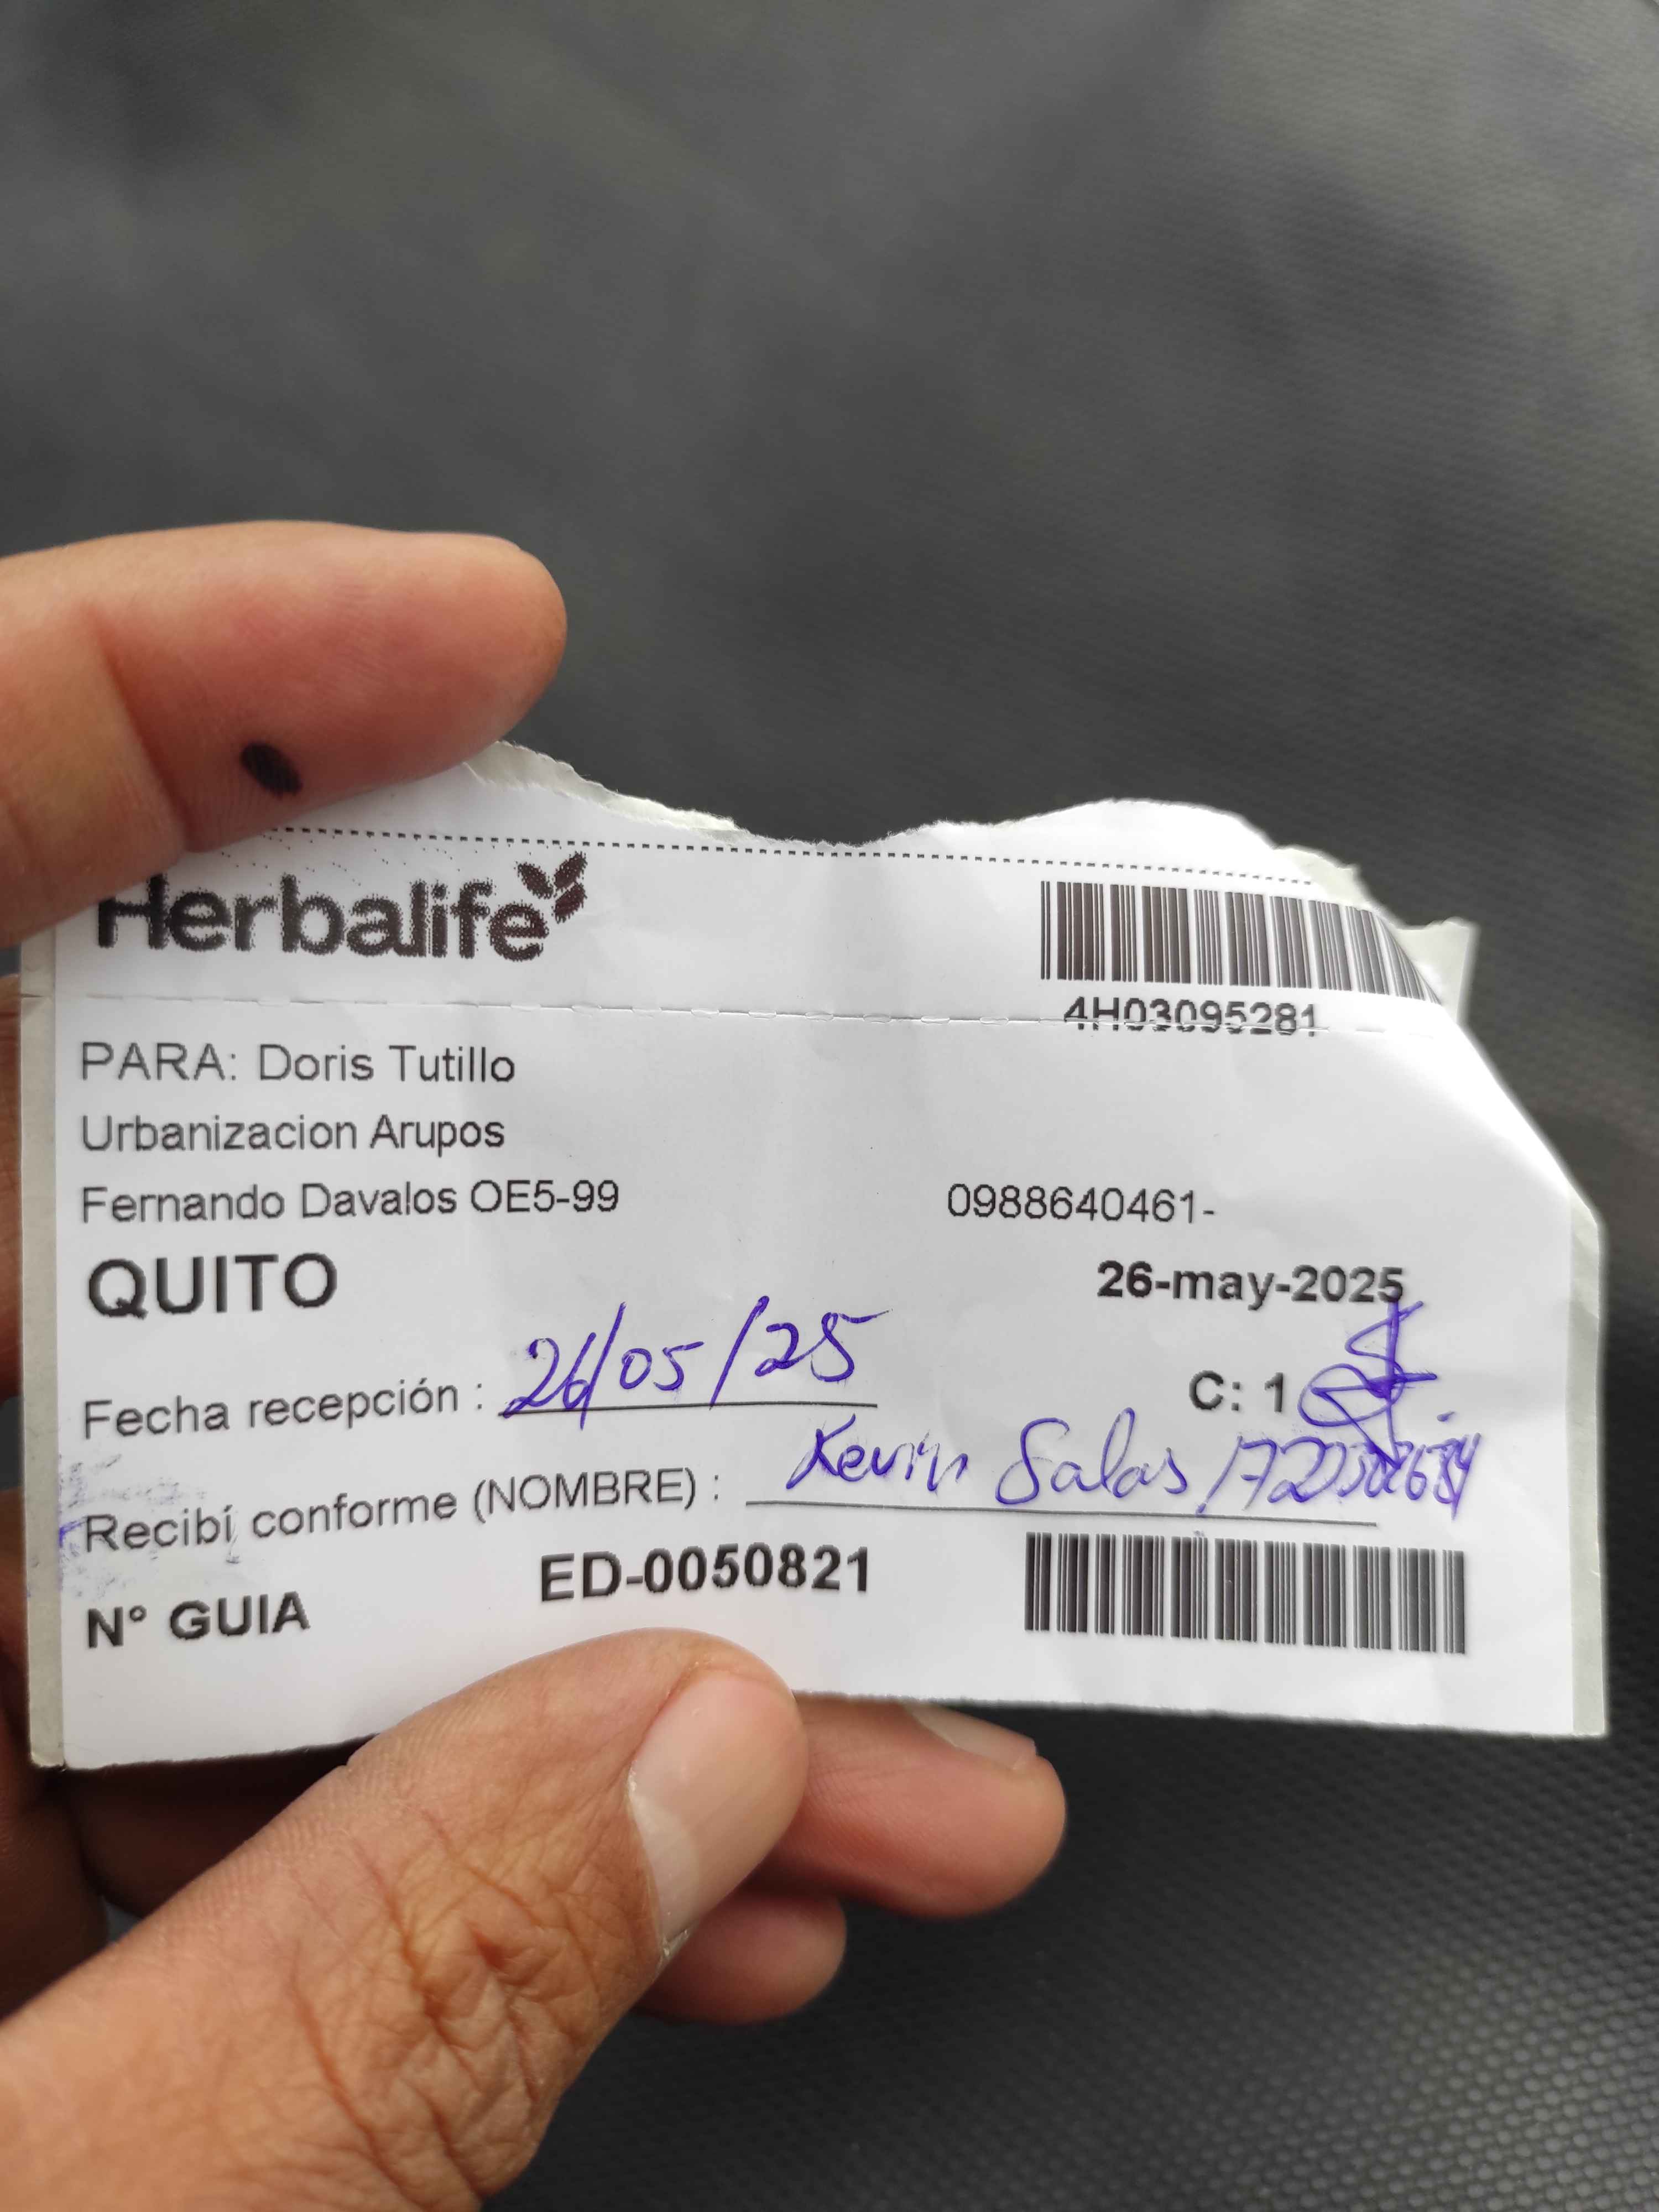 Herbalife
4H03095281
PARA: Doris Tutillo
Urbanizacion Arupos
Fernando Davalos OE5-99 0988640461-
QUITO 26-may-2025
Fecha recepción : 26/05/25 C: 1
Recibí conforme (NOMBRE) : Kevin Salas
Nº GUIA ED-0050821